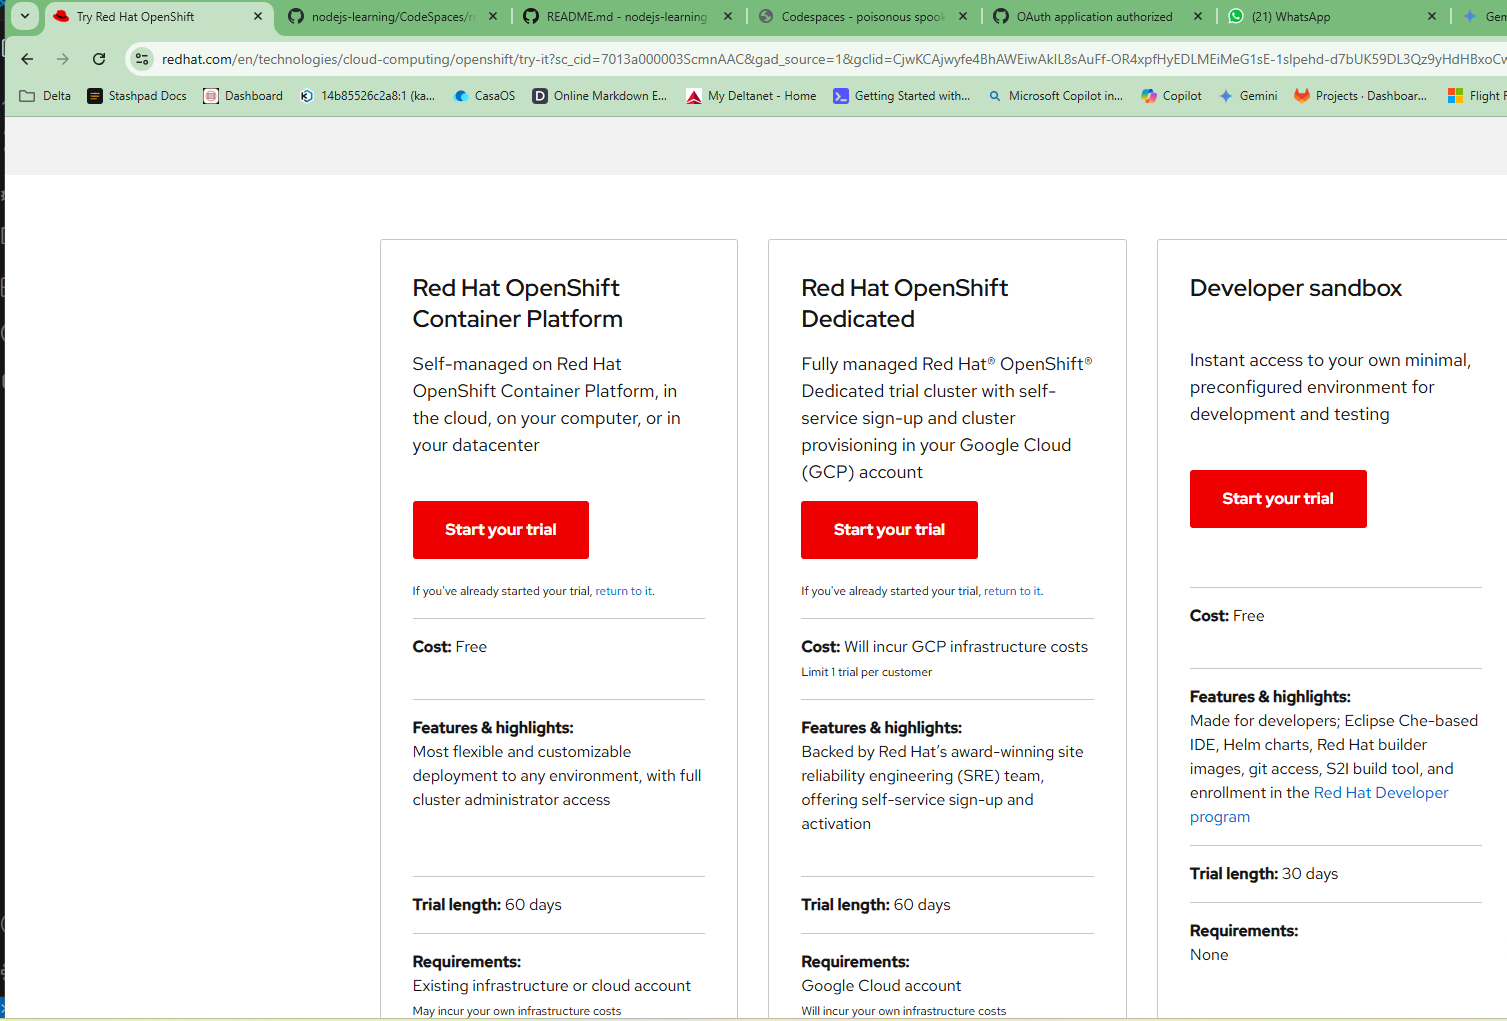 Try Red Hat OpenShift
nodejs-learning/CodeSpaces/r
README.md - nodejs-learning
Codespaces - poisonous spook
OAuth application authorized
(21) WhatsApp
Gem
redhat.com/en/technologies/cloud-computing/openshift/try-it?sc_cid=7013a000003ScmnAAC&gad_source=1&gclid=
Delta
Stashpad Docs
Dashboard
14b85526c2a8:1 (ka...
CasaOS
Online Markdown E...
My Deltanet - Home
Getting Started with...
Microsoft Copilot in...
Copilot
Gemini
Projects · Dashboar...
Flight F
Red Hat OpenShift
Container Platform
Self-managed on Red Hat
OpenShift Container Platform, in
the cloud, on your computer, or in
your datacenter
Start your trial
If you've already started your trial, return to it.
Cost: Free
Features & highlights:
Most flexible and customizable
deployment to any environment, with full
cluster administrator access
Trial length: 60 days
Requirements:
Existing infrastructure or cloud account
May incur your own infrastructure costs
Red Hat OpenShift
Dedicated
Fully managed Red Hat® OpenShift®
Dedicated trial cluster with self-
service sign-up and cluster
provisioning in your Google Cloud
(GCP) account
Start your trial
If you've already started your trial, return to it.
Cost: Will incur GCP infrastructure costs
Limit 1 trial per customer
Features & highlights:
Backed by Red Hat’s award-winning site
reliability engineering (SRE) team,
offering self-service sign-up and
activation
Trial length: 60 days
Requirements:
Google Cloud account
Will incur your own infrastructure costs
Developer sandbox
Instant access to your own minimal,
preconfigured environment for
development and testing
Start your trial
Cost: Free
Features & highlights:
Made for developers; Eclipse Che-based
IDE, Helm charts, Red Hat builder
images, git access, S2I build tool, and
enrollment in the Red Hat Developer
program
Trial length: 30 days
Requirements:
None